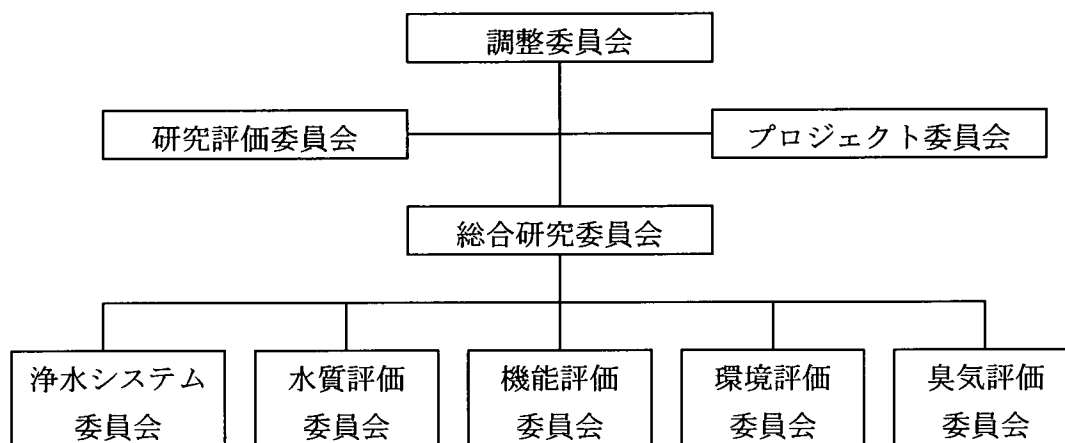 調整委員会
研究評価委員会
プロジェクト委員会
総合研究委員会
浄水システム
委員会
水質評価
委員会
機能評価
委員会
環境評価
委員会
臭気評価
委員会